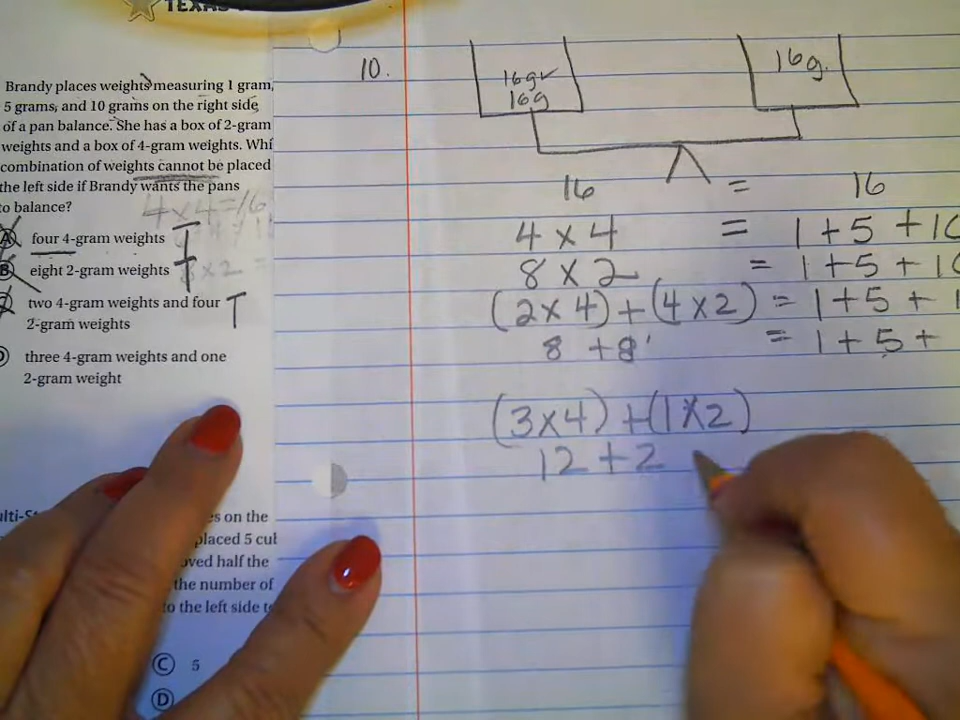 TEXAS
Brandy places weights measuring 1 gram,
5 grams, and 10 grams on the right side
of a pan balance. She has a box of 2-gram
weights and a box of 4-gram weights. Whi
combination of weights cannot be placed
the left side if Brandy wants the pans
to balance?
4 x 4 = 16
A four 4-gram weights T
B eight 2-gram weights T
8 x 2 =
two 4-gram weights and four T
2-gram weights
D three 4-gram weights and one
2-gram weight
ulti-S
es on the
placed 5 cub
oved half the
the number of
to the left side t
C 5
D
10.
16gr
16g
16g.
16 = 16
4 x 4 = 1 + 5 + 10
8 x 2 = 1 + 5 + 10
(2 x 4) + (4 x 2) = 1 + 5 + 1
8 + 8 = 1 + 5 +
(3 x 4) + (1 x 2)
12 + 2